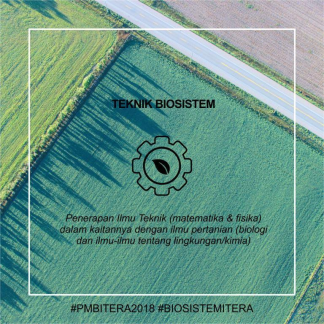 TEKNIK BIOSISTEM
Penerapan Ilmu Teknik (matematika & fisika)
dalam kaitannya dengan ilmu pertanian (biologi
dan ilmu-ilmu tentang lingkungan/kimia)
#PMBITERA2018 #BIOSISTEMITERA